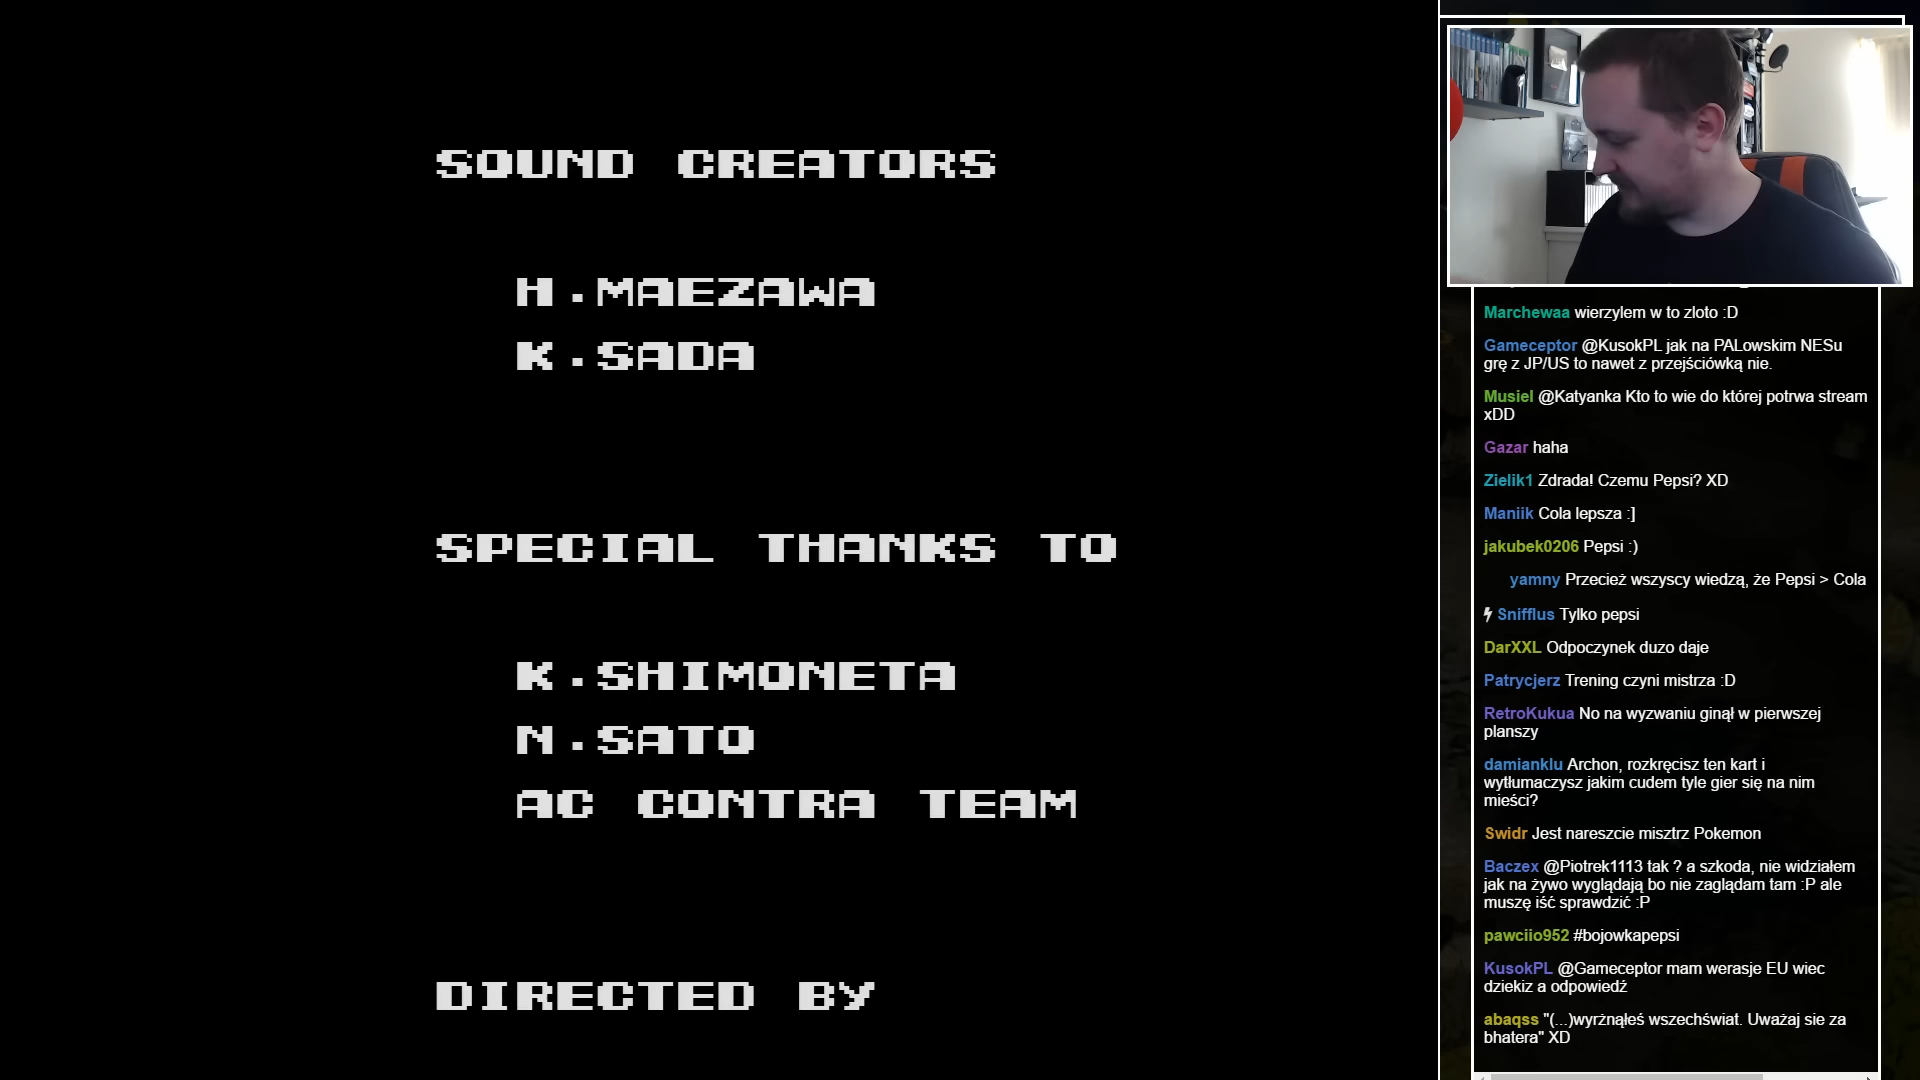 SOUND CREATORS
H.MAEZAWA
K.SADA
SPECIAL THANKS TO
K.SHIMONETA
N.SATO
AC CONTRA TEAM
DIRECTED BY
Marchewaa wierzylem w to zloto :D
Gameceptor @KusokPL jak na PALowskim NESu
grę z JP/US to nawet z przejściówką nie.
Musiel @Katyanka Kto to wie do której potrwa stream
xDD
Gazar haha
Zielik1 Zdrada! Czemu Pepsi? XD
Maniik Cola lepsza :]
jakubek0206 Pepsi :)
yamny Przecież wszyscy wiedzą, że Pepsi > Cola
Snifflus Tylko pepsi
DarXXL Odpoczynek duzo daje
Patrycjerz Trening czyni mistrza :D
RetroKukua No na wyzwaniu ginął w pierwszej
planszy
damianklu Archon, rozkręcisz ten kart i
wytłumaczysz jakim cudem tyle gier się na nim
mieści?
Swidr Jest nareszcie misztrz Pokemon
Baczex @Piotrek1113 tak ? a szkoda, nie widziałem
jak na żywo wyglądają bo nie zaglądam tam :P ale
muszę iść sprawdzić :P
pawciio952 #bojowkapepsi
KusokPL @Gameceptor mam werasje EU wiec
dziekiz a odpowiedź
abaqss "(...)wyrżnąłeś wszechświat. Uważaj sie za
bhatera" XD